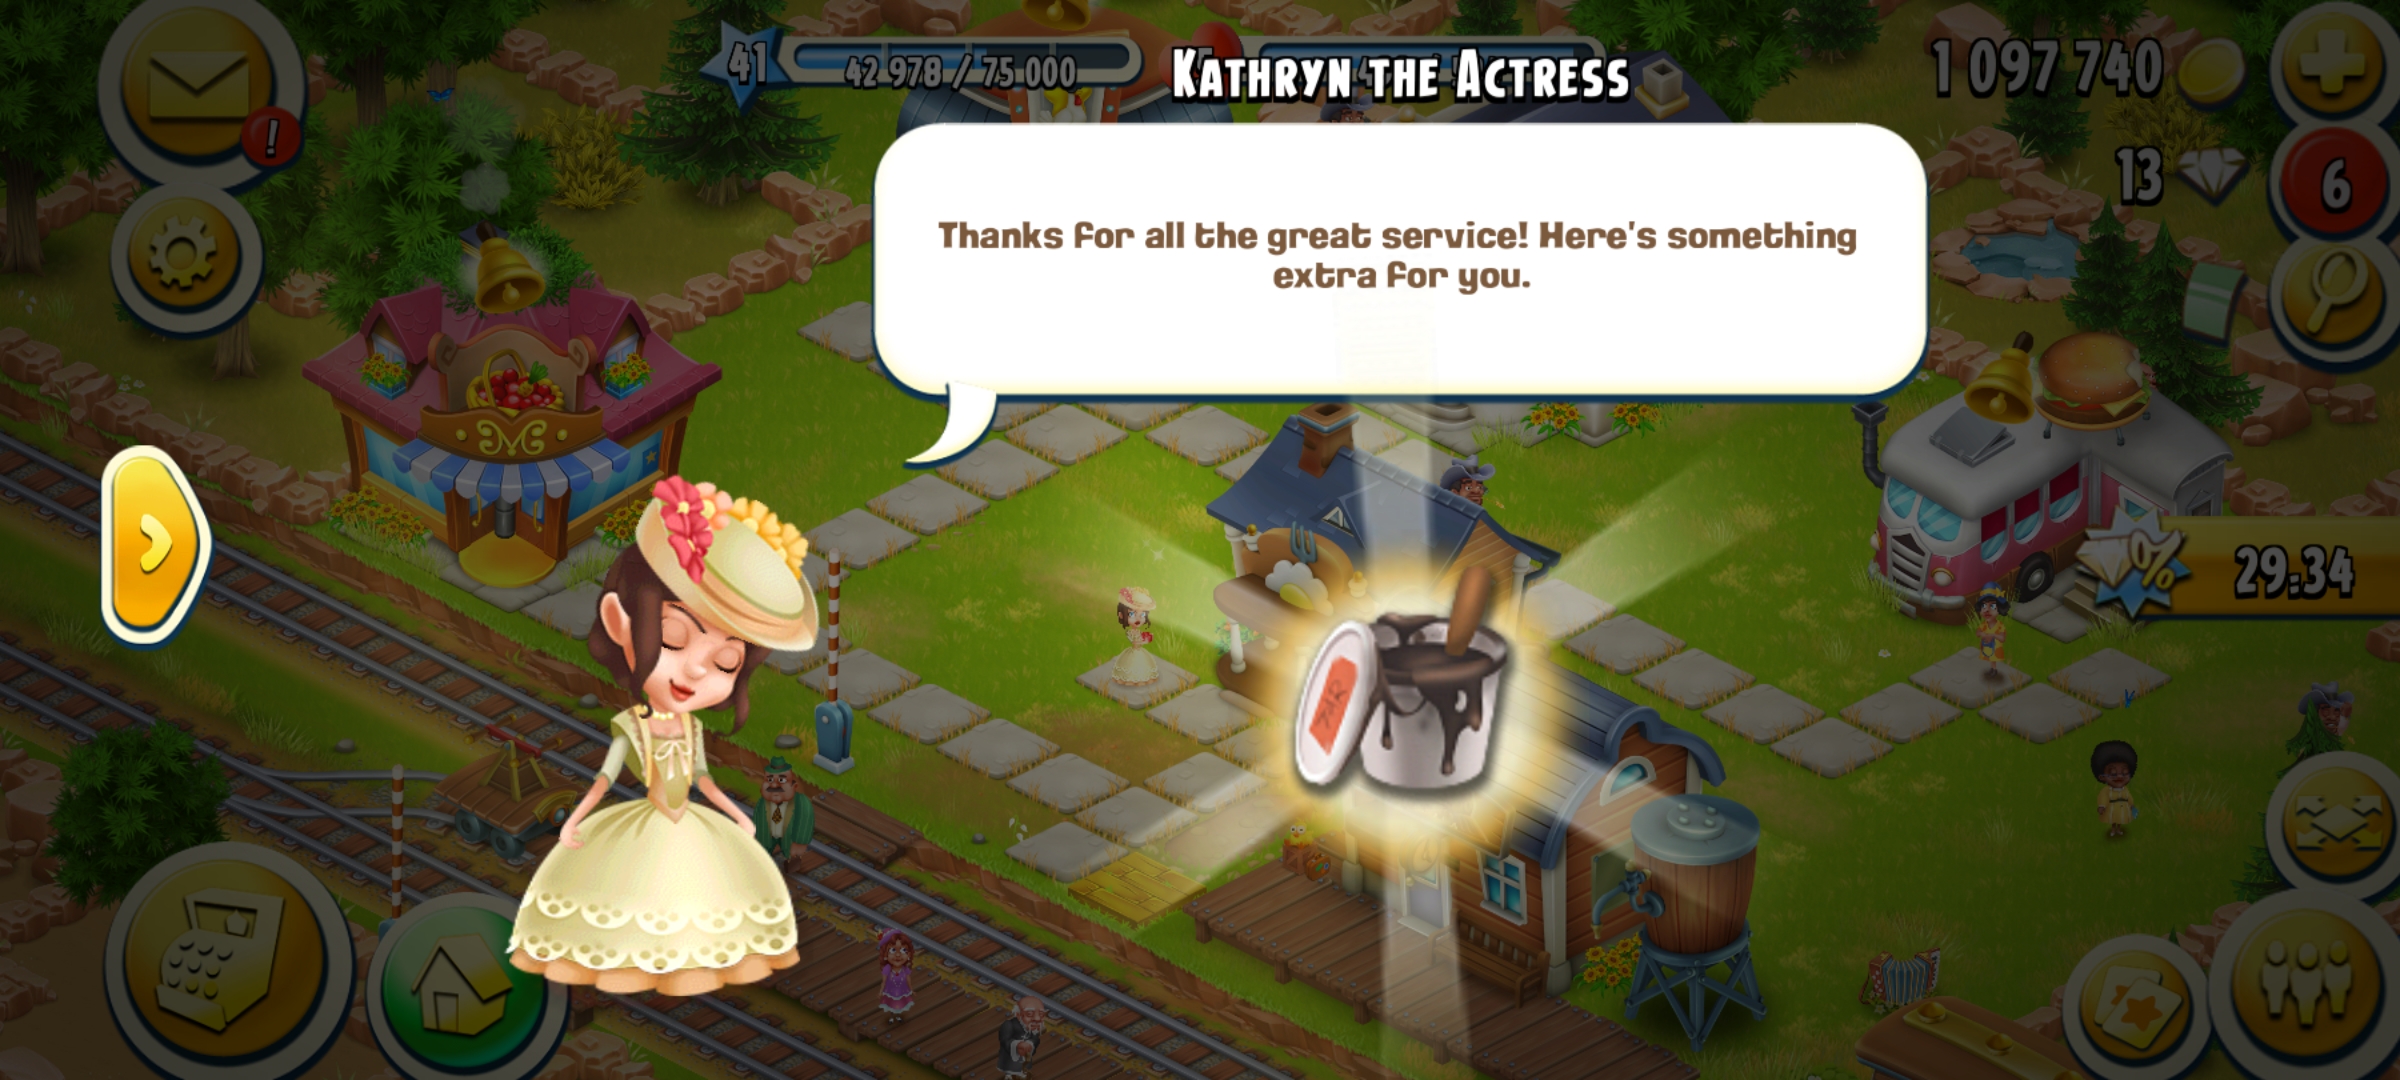 41
42 978 / 75 000
KATHRYN THE ACTRESS
1 097 740
!
13
6
Thanks for all the great service! Here's something
extra for you.
%
29:34
TAR